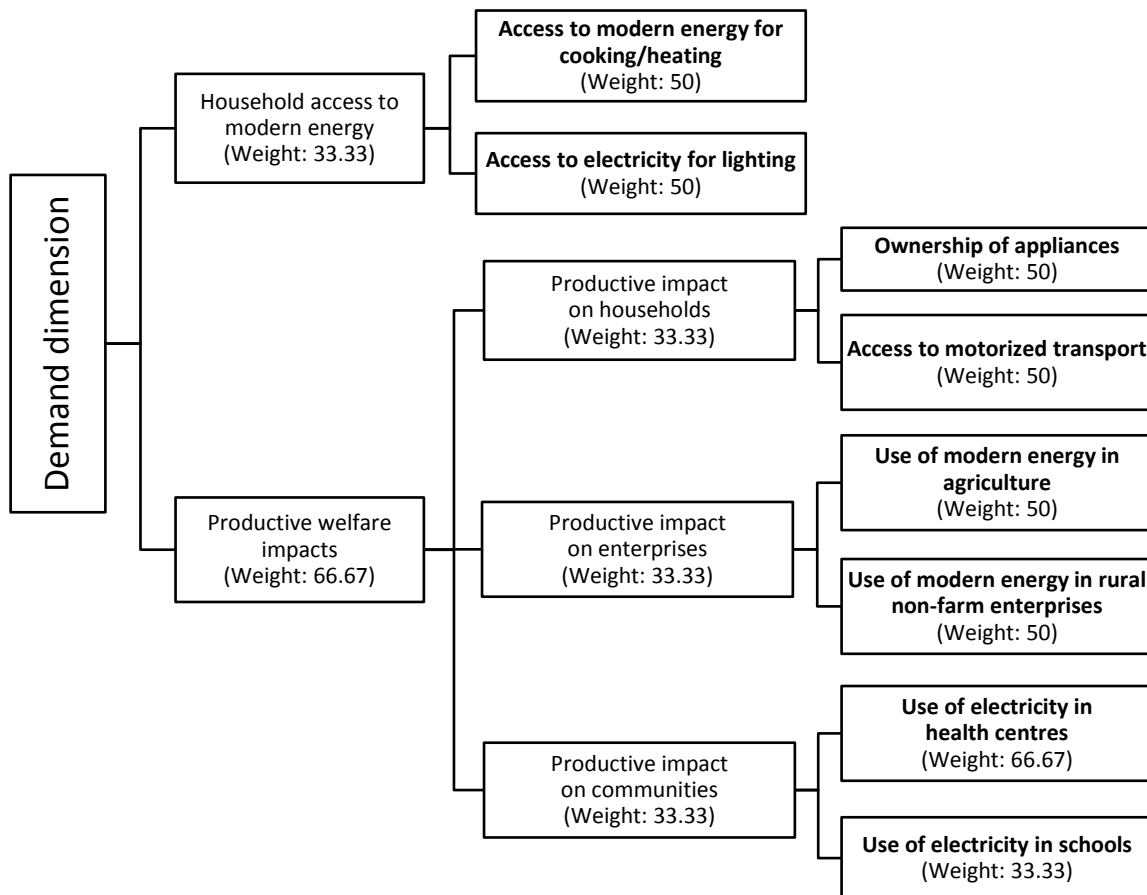 Demand dimension
Household access to
modern energy
(Weight: 33.33)
Access to modern energy for
cooking/heating
(Weight: 50)
Access to electricity for lighting
(Weight: 50)
Productive welfare
impacts
(Weight: 66.67)
Productive impact
on households
(Weight: 33.33)
Ownership of appliances
(Weight: 50)
Access to motorized transport
(Weight: 50)
Productive impact
on enterprises
(Weight: 33.33)
Use of modern energy in
agriculture
(Weight: 50)
Use of modern energy in rural
non-farm enterprises
(Weight: 50)
Productive impact
on communities
(Weight: 33.33)
Use of electricity in
health centres
(Weight: 66.67)
Use of electricity in schools
(Weight: 33.33)